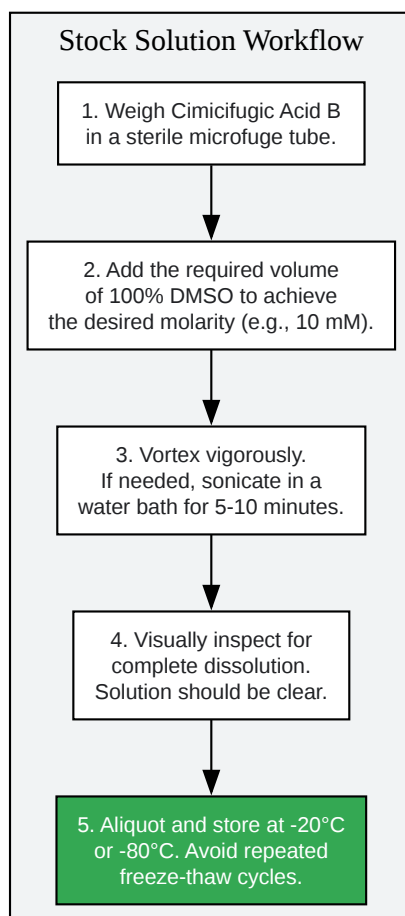 Stock Solution Workflow
1. Weigh Cimicifugic Acid B
in a sterile microfuge tube.
2. Add the required volume
of 100% DMSO to achieve
the desired molarity (e.g., 10 mM).
3. Vortex vigorously.
If needed, sonicate in a
water bath for 5-10 minutes.
4. Visually inspect for
complete dissolution.
Solution should be clear.
5. Aliquot and store at -20°C
or -80°C. Avoid repeated
freeze-thaw cycles.